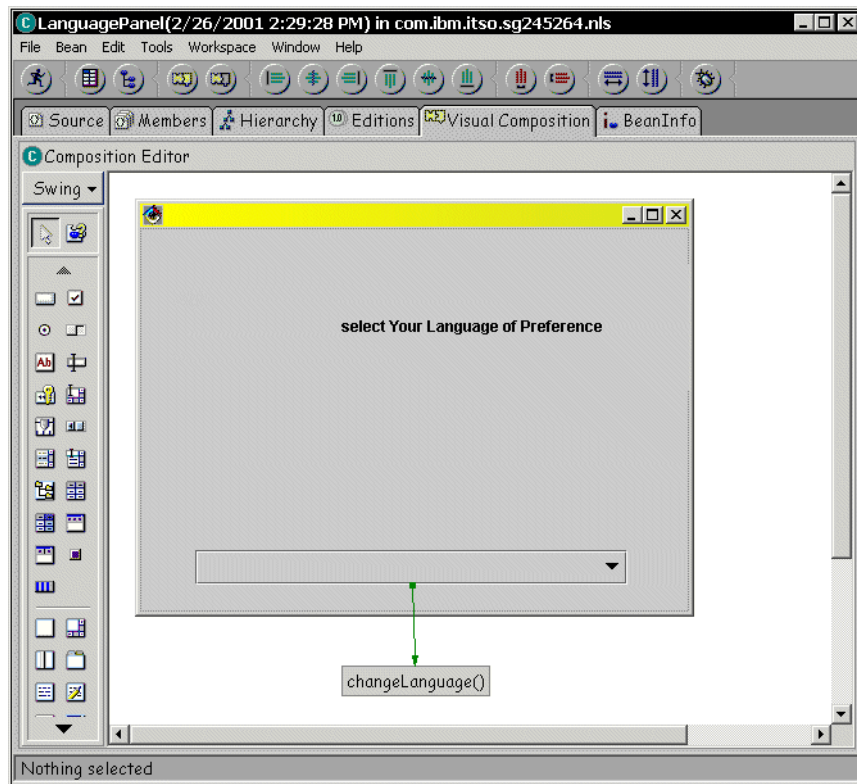 LanguagePanel(2/26/2001 2:29:28 PM) in com.ibm.itso.sg245264.nls
File Bean Edit Tools Workspace Window Help
Source Members Hierarchy Editions Visual Composition BeanInfo
Composition Editor
Swing
select Your Language of Preference
changeLanguage()
Nothing selected